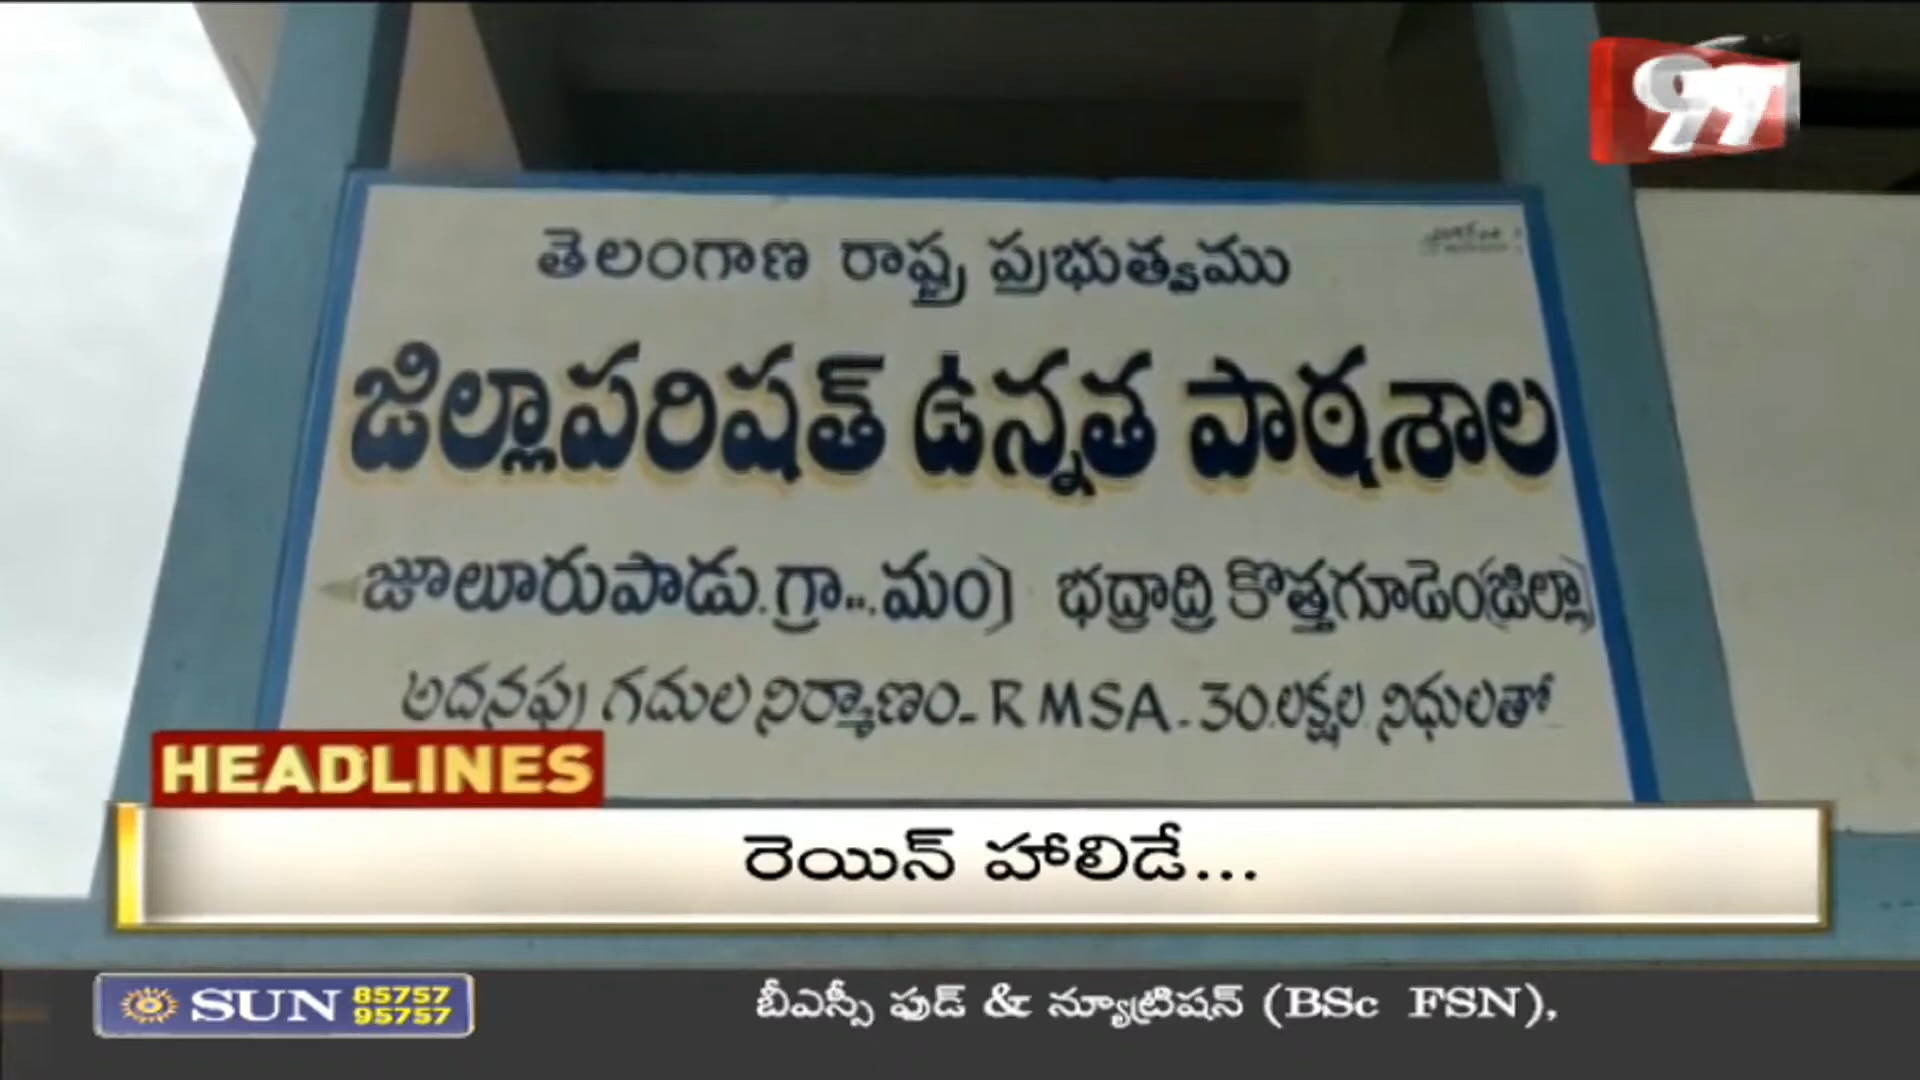 99
తెలంగాణ రాష్ట్ర ప్రభుత్వము
జిల్లాపరిషత్ ఉన్నత పాఠశాల
జూలూరుపాడు.గ్రా..,మం) భద్రాద్రి కొత్తగూడెం(జిల్లా)
అదనపు గదుల నిర్మాణం-RMSA-30.లక్షల నిధులతో
HEADLINES
రెయిన్ హాలిడే...
SUN 85757 95757
బీఎస్సీ ఫుడ్ & న్యూట్రిషన్ (BSc FSN),